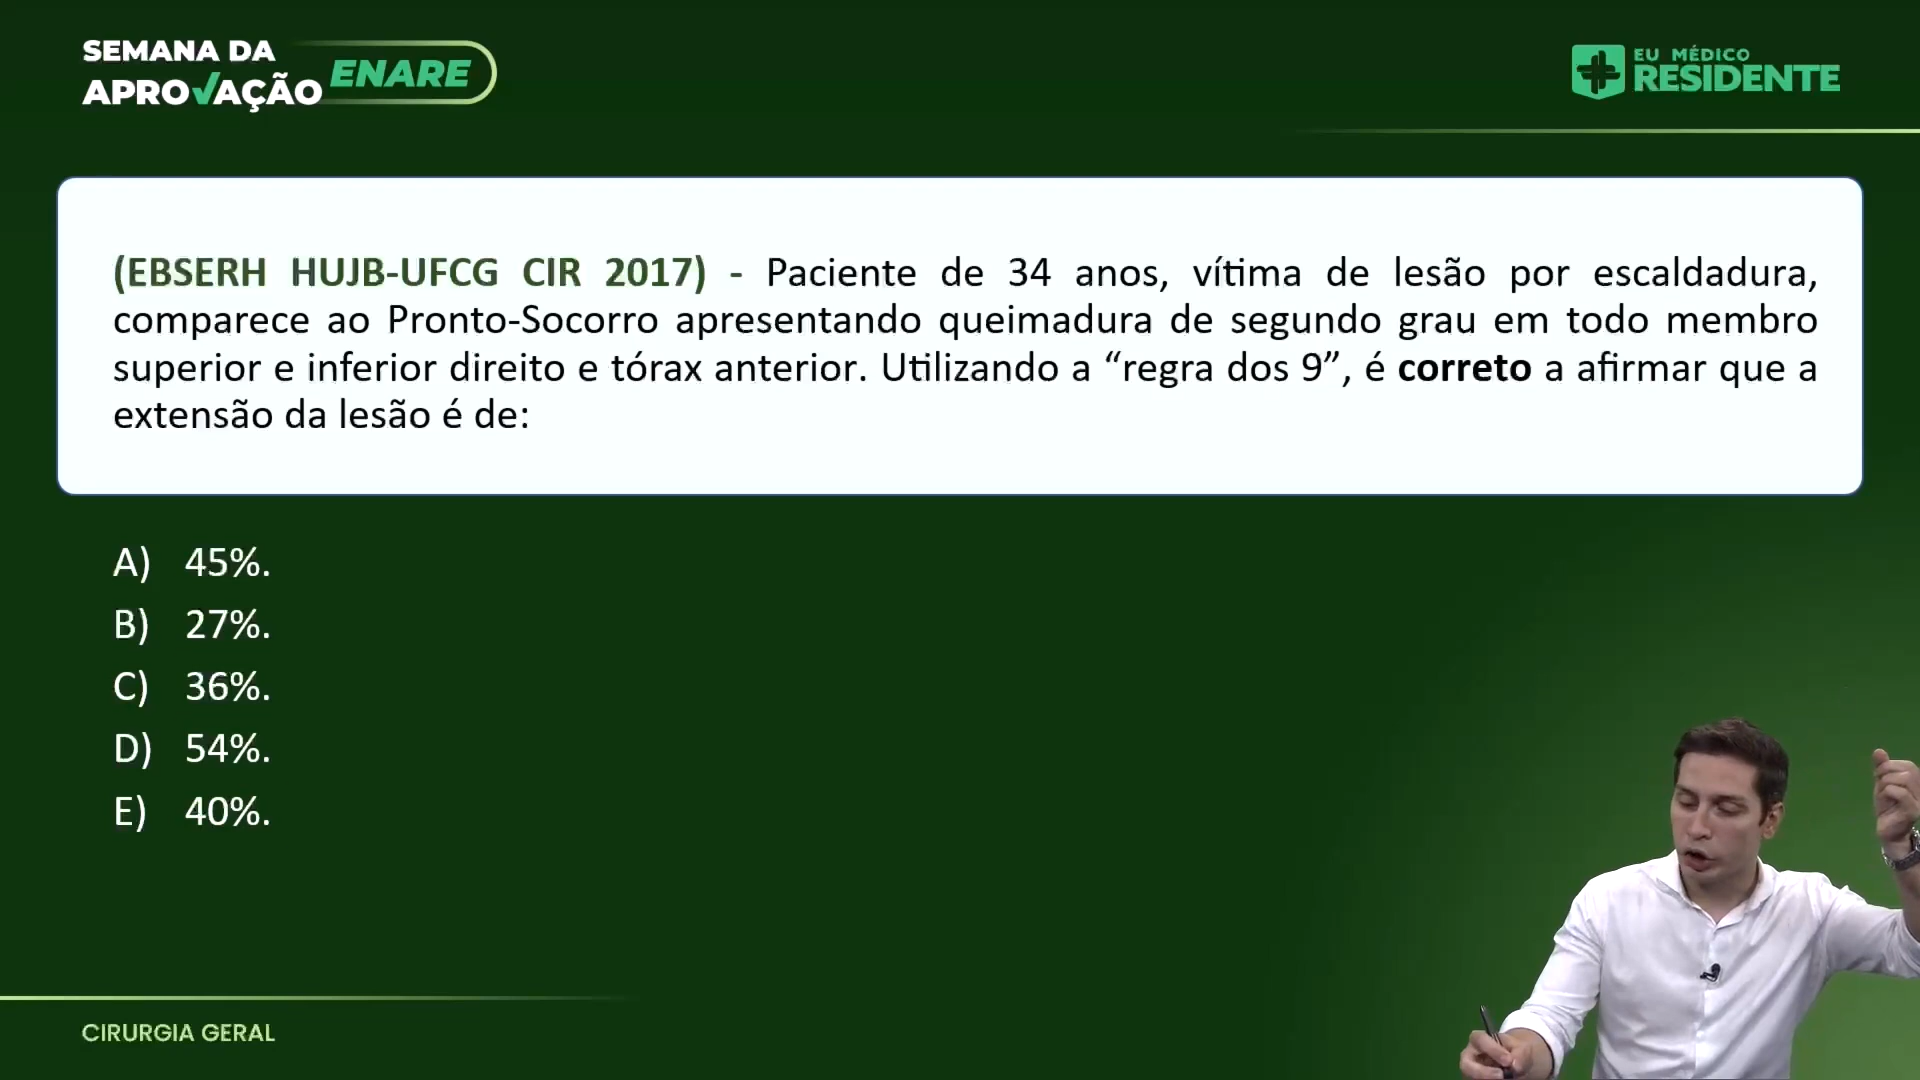 SEMANA DA
APROVAÇÃO ENARE
EU MÉDICO
RESIDENTE
(EBSERH HUJB-UFCG CIR 2017) - Paciente de 34 anos, vítima de lesão por escaldadura,
comparece ao Pronto-Socorro apresentando queimadura de segundo grau em todo membro
superior e inferior direito e tórax anterior. Utilizando a “regra dos 9”, é correto a afirmar que a
extensão da lesão é de:
A) 45%.
B) 27%.
C) 36%.
D) 54%.
E) 40%.
CIRURGIA GERAL